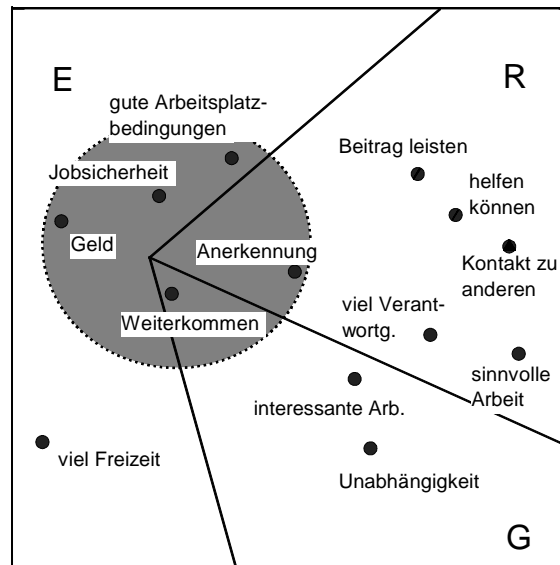 E
R
gute Arbeitsplatz-
bedingungen
Beitrag leisten
Jobsicherheit
helfen
können
Geld
Anerkennung
Kontakt zu
anderen
viel Verant-
wortg.
Weiterkommen
sinnvolle
Arbeit
interessante Arb.
viel Freizeit
Unabhängigkeit
G